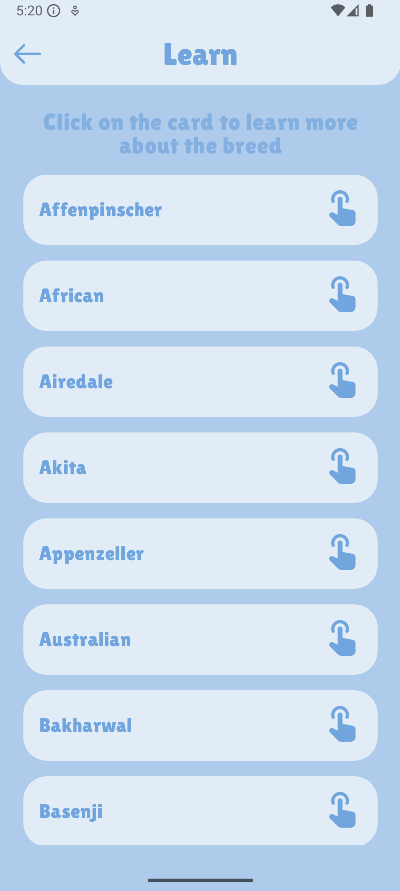 5:20
Learn
Click on the card to learn more
about the breed
Affenpinscher
African
Airedale
Akita
Appenzeller
Australian
Bakharwal
Basenji